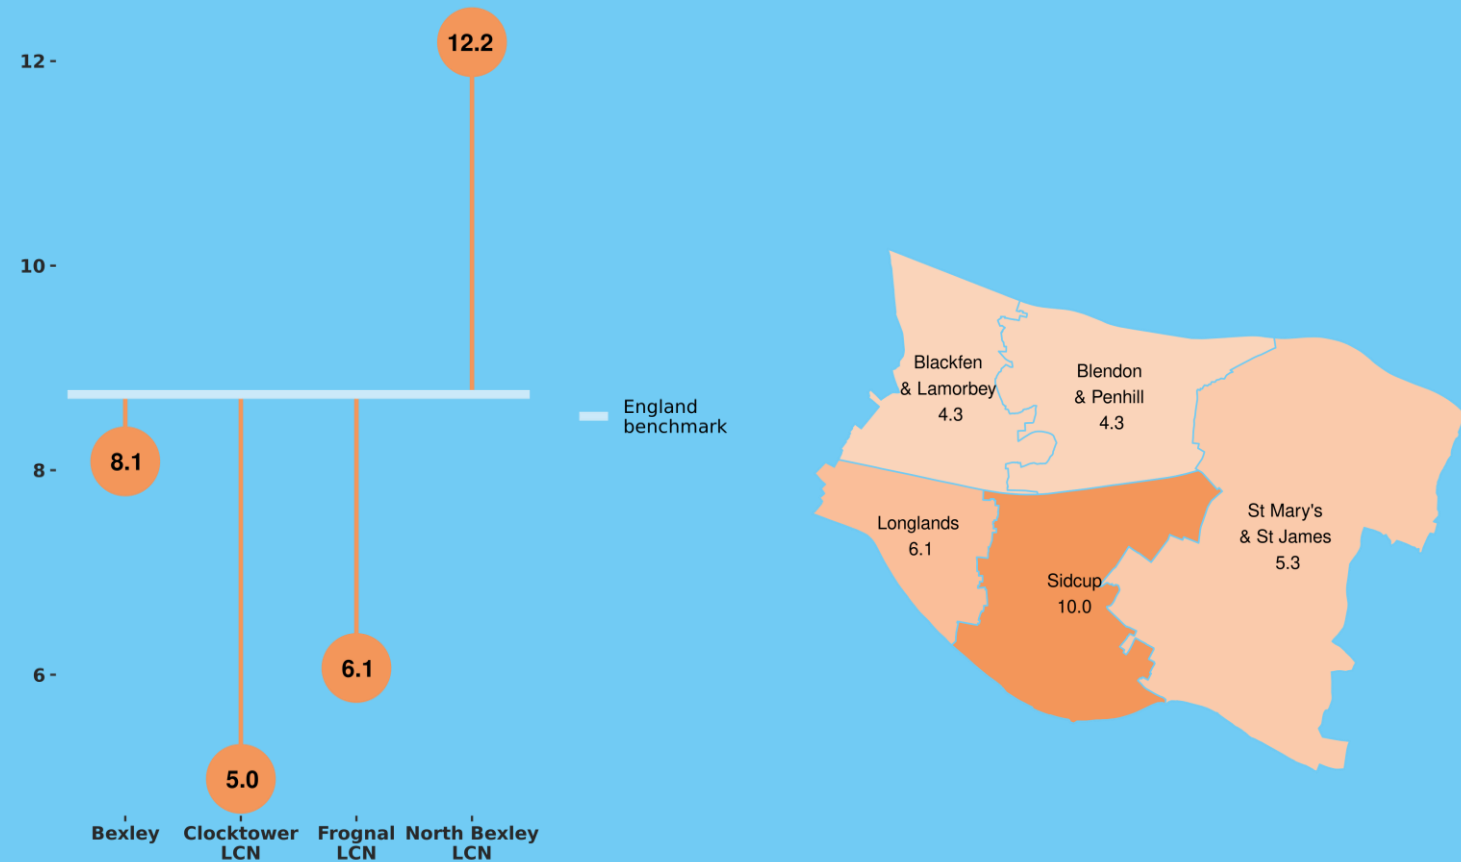 12
10
8
6
12.2
8.1
6.1
5.0
Bexley
Clocktower
LCN
Frognal
LCN
North Bexley
LCN
England
benchmark
Blackfen
& Lamorbey
4.3
Blendon
& Penhill
4.3
Longlands
6.1
Sidcup
10.0
St Mary's
& St James
5.3